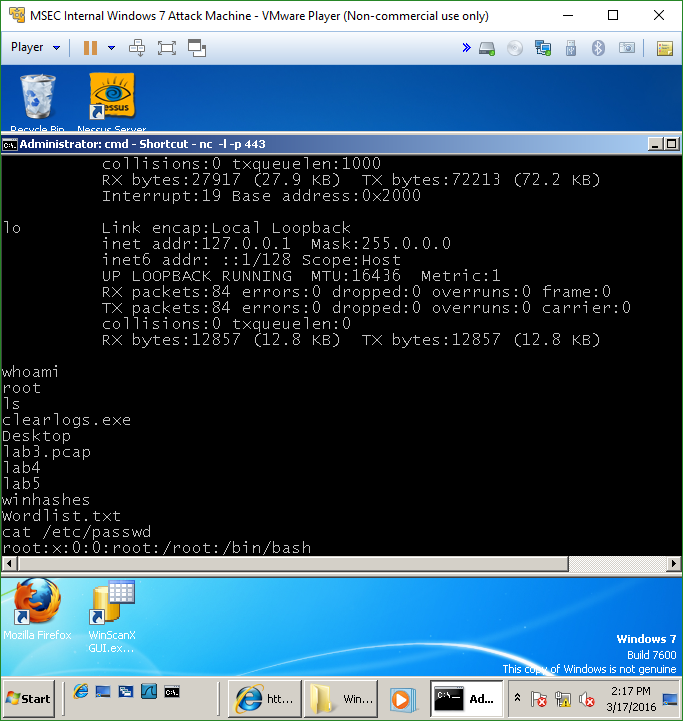 MSEC Internal Windows 7 Attack Machine - VMware Player (Non-commercial use only)
Player
Recycle Bin
Nessus Server
Administrator: cmd - Shortcut - nc  -l -p 443
collisions:0 txqueuelen:1000
RX bytes:27917 (27.9 KB)  TX bytes:72213 (72.2 KB)
Interrupt:19 Base address:0x2000
lo        Link encap:Local Loopback
inet addr:127.0.0.1  Mask:255.0.0.0
inet6 addr: ::1/128 Scope:Host
UP LOOPBACK RUNNING  MTU:16436  Metric:1
RX packets:84 errors:0 dropped:0 overruns:0 frame:0
TX packets:84 errors:0 dropped:0 overruns:0 carrier:0
collisions:0 txqueuelen:0
RX bytes:12857 (12.8 KB)  TX bytes:12857 (12.8 KB)
whoami
root
ls
clearlogs.exe
Desktop
lab3.pcap
lab4
lab5
winhashes
Wordlist.txt
cat /etc/passwd
root:x:0:0:root:/root:/bin/bash
Mozilla Firefox
WinScanX
GUI.ex...
Windows 7
Build 7600
This copy of Windows is not genuine
Start
htt...
Win...
Ad...
2:17 PM
3/17/2016